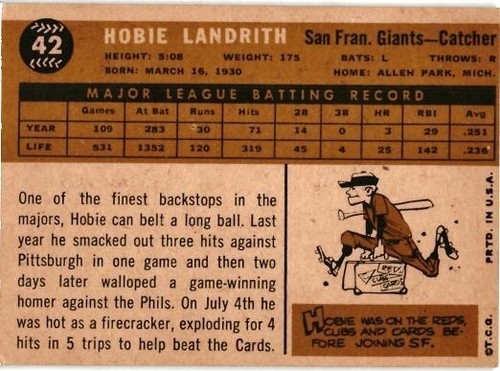 42
HOBIE LANDRITH San Fran. Giants—Catcher
HEIGHT: 5:08 WEIGHT: 175 BATS: L THROWS: R
BORN: MARCH 16, 1930 HOME: ALLEN PARK, MICH.
MAJOR LEAGUE BATTING RECORD
Games At Bat Runs Hits 2B 3B HR RBI Avg.
YEAR 109 283 30 71 14 0 3 29 .251
LIFE 531 1352 120 319 45 4 25 142 .236
One of the finest backstops in the
majors, Hobie can belt a long ball. Last
year he smacked out three hits against
Pittsburgh in one game and then two
days later walloped a game-winning
homer against the Phils. On July 4th he
was hot as a firecracker, exploding for 4
hits in 5 trips to help beat the Cards.
REDS
CUBS
CARDS
HOBIE WAS ON THE REDS,
CUBS AND CARDS BE-
FORE JOINING S.F.
PRTD. IN U.S.A.
©T.C.G.